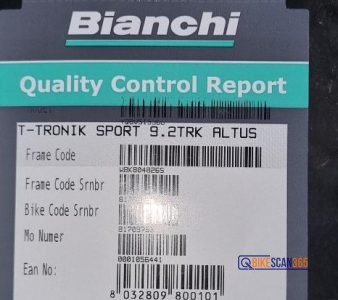 Bianchi
Quality Control Report
T-TRONIK SPORT 9.2TRK ALTUS
Frame Code
WBK804826S
Frame Code Srnbr
Bike Code Srnbr
Mo Numer
0001056441
Ean No:
8 032809 800101
BIKESCAN365